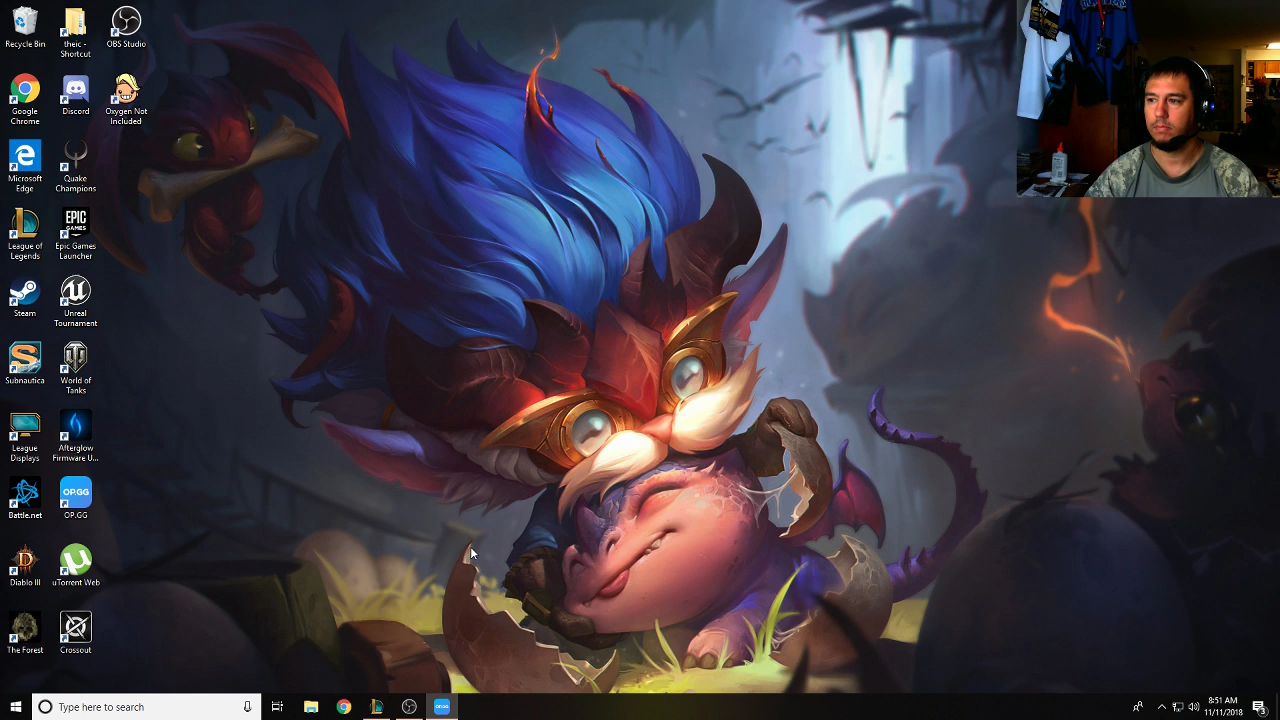 Recycle Bin
theic -
Shortcut
OBS Studio
Google
Chrome
Discord
Oxygen Not
Included
Microsoft
Edge
Quake
Champions
League of
Legends
EPIC
GAMES
Epic Games
Launcher
Steam
Unreal
Tournament
Subnautica
World of
Tanks
League
Displays
Afterglow
Firmware U...
Battle.net
OP.GG
OP.GG
Diablo III
uTorrent Web
The Forest
Crossout
Type here to search
OP.GG
8:51 AM
11/11/2018
3